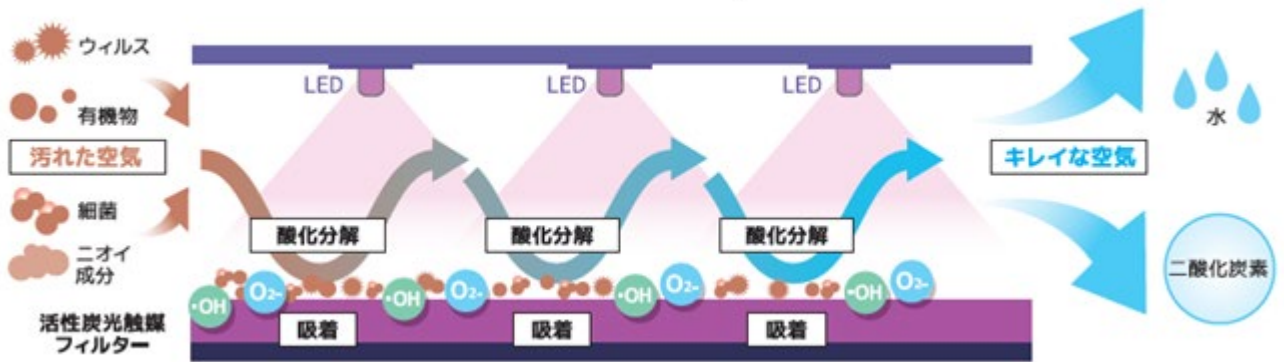 ウィルス
有機物
汚れた空気
細菌
ニオイ
成分
活性炭光触媒
フィルター
LED
LED
LED
酸化分解
酸化分解
酸化分解
•OH
O2-
•OH
O2-
•OH
O2-
•OH
O2-
吸着
吸着
吸着
キレイな空気
水
二酸化炭素